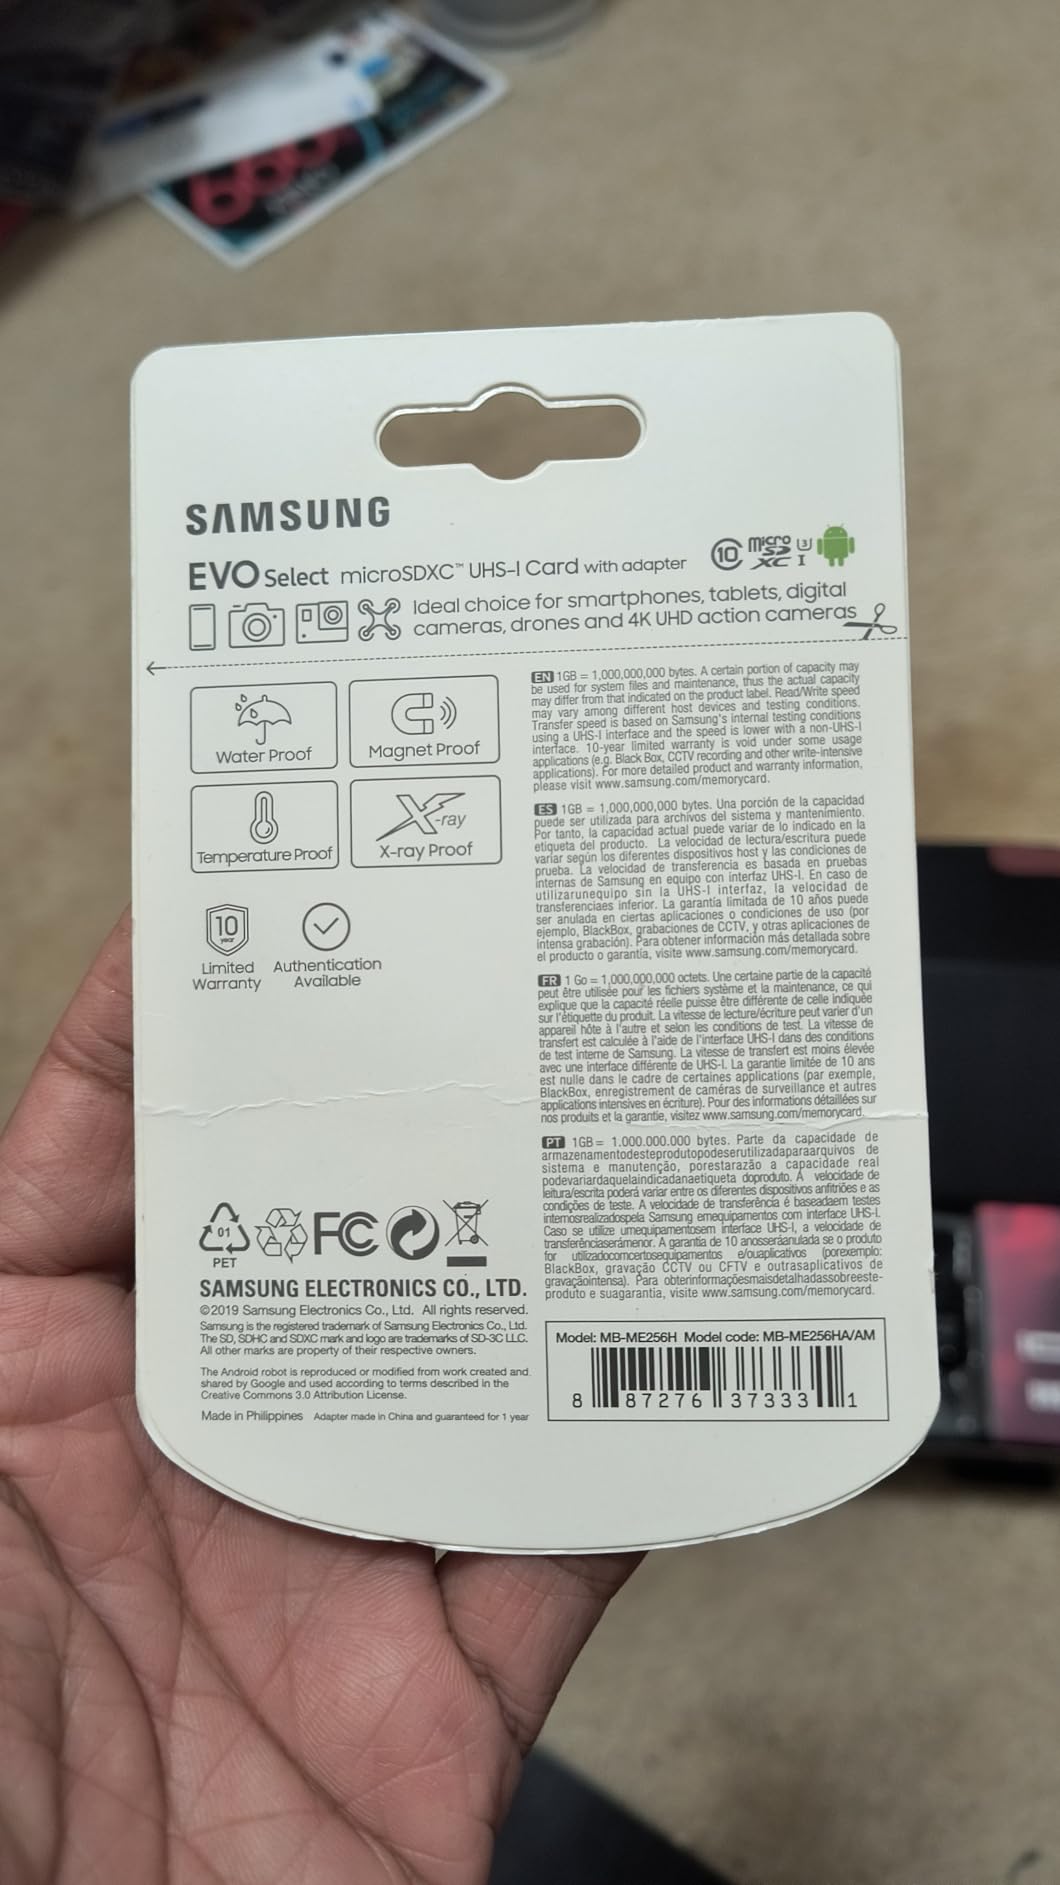 SAMSUNG
EVO Select microSDXC™ UHS-I Card with adapter
10 micro SD XC U3 I
Ideal choice for smartphones, tablets, digital
cameras, drones and 4K UHD action cameras
Water Proof
Magnet Proof
Temperature Proof
X-ray
X-ray Proof
10 year
Limited
Warranty
Authentication
Available
EN 1GB = 1,000,000,000 bytes. A certain portion of capacity may
be used for system files and maintenance, thus the actual capacity
may differ from that indicated on the product label. Read/Write speed
may vary among different host devices and testing conditions.
Transfer speed is based on Samsung's internal testing conditions
using a UHS-I interface and the speed is lower with a non-UHS-I
interface. 10-year limited warranty is void under some usage
applications (e.g. Black Box, CCTV recording and other write-intensive
applications). For more detailed product and warranty information,
please visit www.samsung.com/memorycard.
ES 1GB = 1,000,000,000 bytes. Una porción de la capacidad
puede ser utilizada para archivos del sistema y mantenimiento.
Por tanto, la capacidad actual puede variar de lo indicado en la
etiqueta del producto. La velocidad de lectura/escritura puede
variar según los diferentes dispositivos host y las condiciones de
prueba. La velocidad de transferencia es basada en pruebas
internas de Samsung en equipo con interfaz UHS-I. En caso de
utilizarunequipo sin la UHS-I interfaz, la velocidad de
transferenciaes inferior. La garantía limitada de 10 años puede
ser anulada en ciertas aplicaciones o condiciones de uso (por
ejemplo, BlackBox, grabaciones de CCTV, y otras aplicaciones de
intensa grabación). Para obtener información más detallada sobre
el producto o garantía, visite www.samsung.com/memorycard.
FR 1 Go = 1,000,000,000 octets. Une certaine partie de la capacité
peut être utilisée pour les fichiers système et la maintenance, ce qui
explique que la capacité réelle puisse être différente de celle indiquée
sur l'étiquette du produit. La vitesse de lecture/écriture peut varier d'un
appareil hôte à l'autre et selon les conditions de test. La vitesse de
transfert est calculée à l'aide de l'interface UHS-I dans des conditions
de test interne de Samsung. La vitesse de transfert est moins élevée
avec une interface différente de UHS-I. La garantie limitée de 10 ans
est nulle dans le cadre de certaines applications (par exemple,
BlackBox, enregistrement de caméras de surveillance et autres
applications intensives en écriture). Pour des informations détaillées sur
nos produits et la garantie, visitez www.samsung.com/memorycard.
PT 1GB = 1.000.000.000 bytes. Parte da capacidade de
armazenamentodesteprodutopodeserutilizadaparaarquivos de
sistema e manutenção, porestarazão a capacidade real
podevariardaquelaindicadanaetiqueta doproduto. A velocidade de
leitura/escrita poderá variar entre os diferentes dispositivos anfitriões e as
condições de teste. A velocidade de transferência é baseadaem testes
internosrealizadospela Samsung emequipamentos com interface UHS-I.
Caso se utilize umequipamentosem interface UHS-I, a velocidade de
transferênciaserámenor. A garantia de 10 anosseráanulada se o produto
for utilizadocomcertosequipamentos e/ouaplicativos (porexemplo:
BlackBox, gravação CCTV ou CFTV e outrasaplicativos de
gravaçãointensa). Para obterinformaçõesmaisdetalhadassobreeste-
produto e suagarantia, visite www.samsung.com/memorycard.
01
PET
FC
SAMSUNG ELECTRONICS CO., LTD.
©2019 Samsung Electronics Co., Ltd. All rights reserved.
Samsung is the registered trademark of Samsung Electronics Co., Ltd.
The SD, SDHC and SDXC mark and logo are trademarks of SD-3C LLC.
All other marks are property of their respective owners.
The Android robot is reproduced or modified from work created and
shared by Google and used according to terms described in the
Creative Commons 3.0 Attribution License.
Made in Philippines Adapter made in China and guaranteed for 1 year
Model: MB-ME256H Model code: MB-ME256HA/AM
8 87276 37333 1